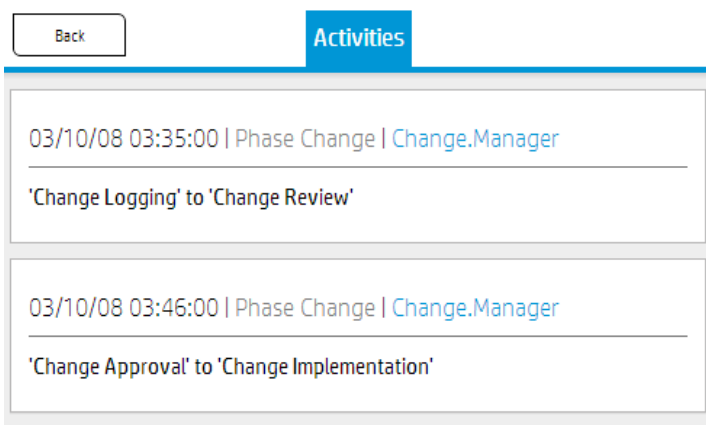 Back
Activities
03/10/08 03:35:00 | Phase Change | Change.Manager
'Change Logging' to 'Change Review'
03/10/08 03:46:00 | Phase Change | Change.Manager
'Change Approval' to 'Change Implementation'